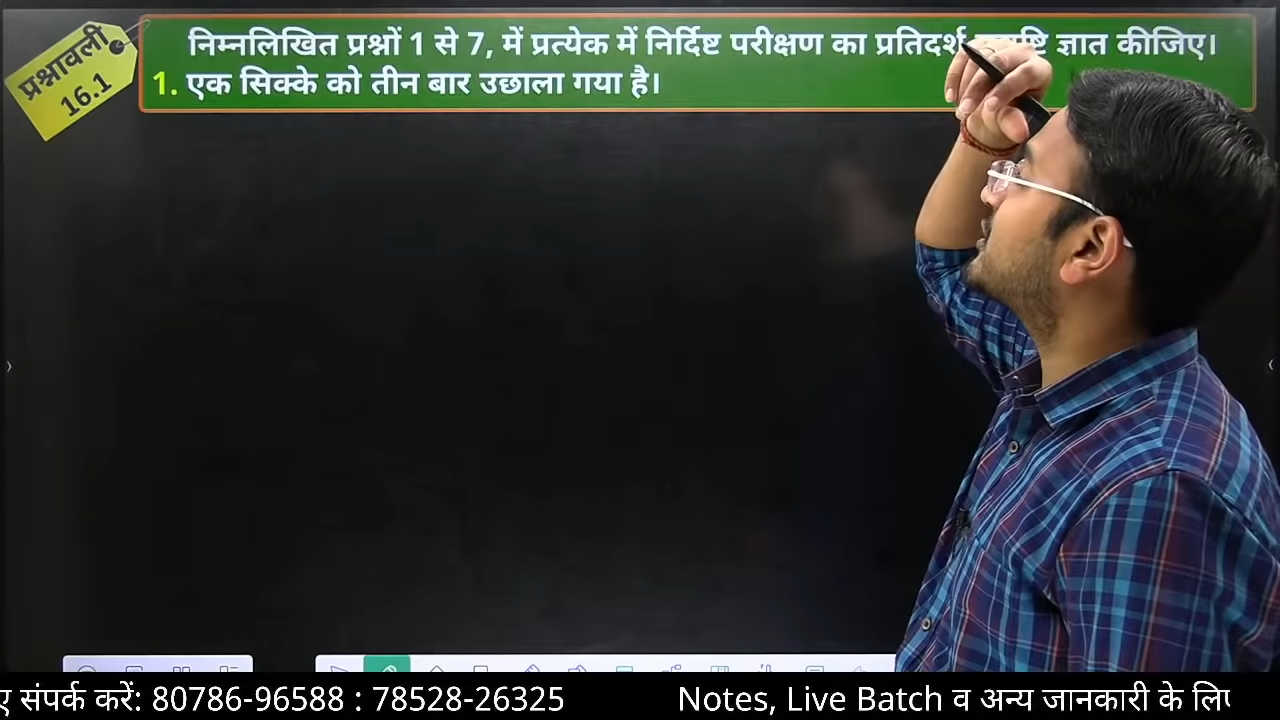 प्रश्नावली
16.1
निम्नलिखित प्रश्नों 1 से 7, में प्रत्येक में निर्दिष्ट परीक्षण का प्रतिदर्श ज्ञात कीजिए।
1. एक सिक्के को तीन बार उछाला गया है।
संपर्क करें: 80786-96588 : 78528-26325 Notes, Live Batch व अन्य जानकारी के लिए